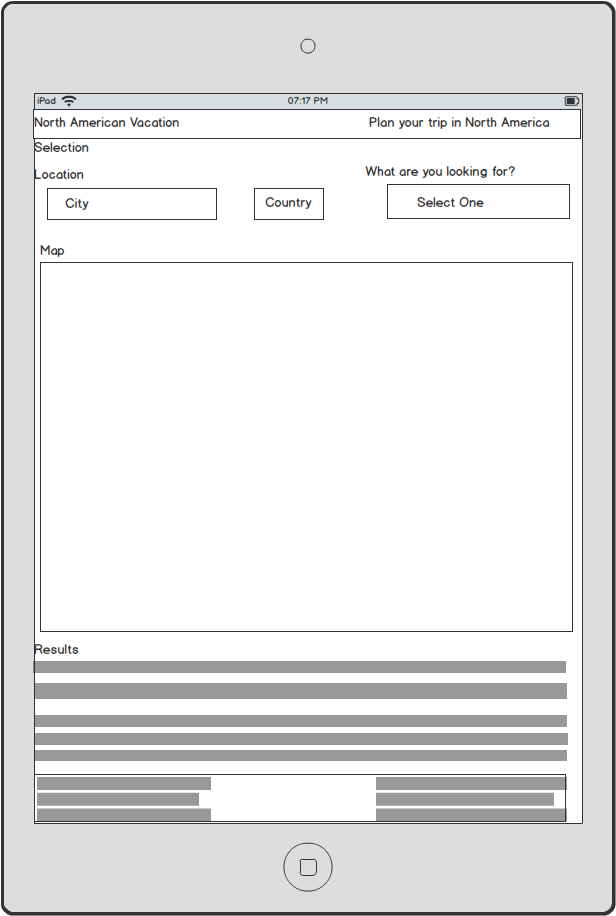 iPad 07:17 PM
North American Vacation Plan your trip in North America
Selection
Location What are you looking for?
City Country Select One
Map
Results